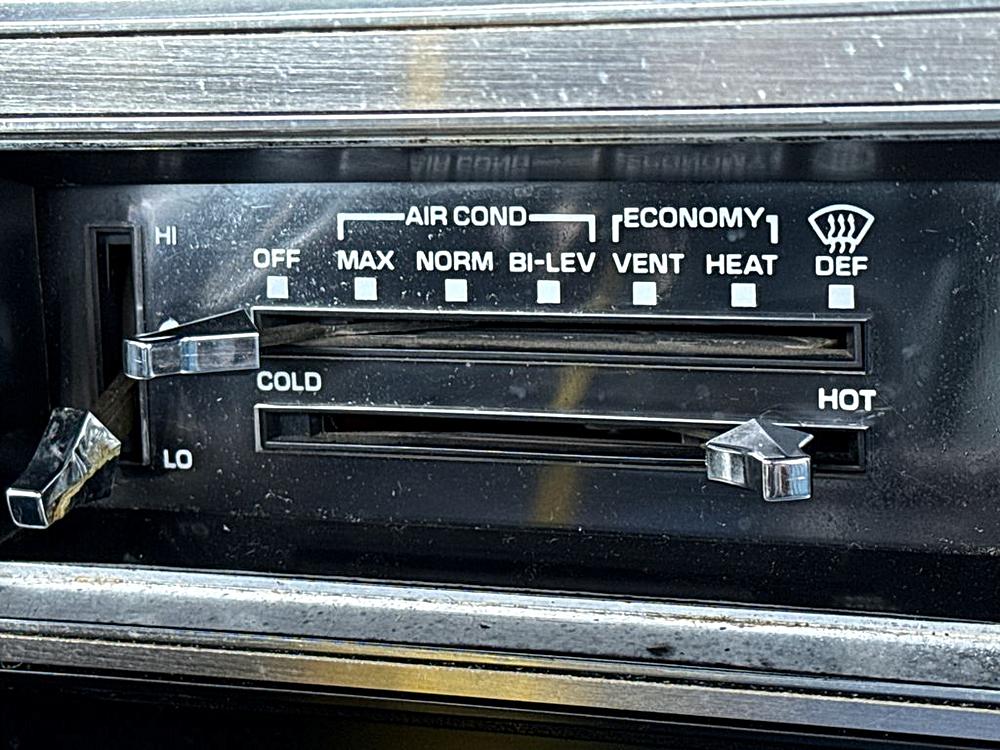 HI
AIR COND
ECONOMY
OFF MAX NORM BI-LEV VENT HEAT DEF
COLD
HOT
LO